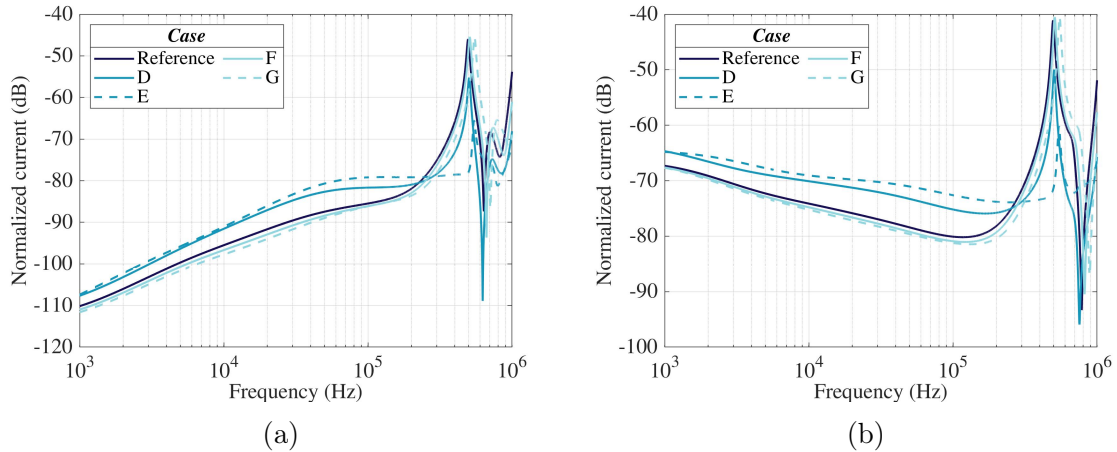 -40
-50
-60
-70
-80
-90
-100
-110
-120
Normalized current (dB)
Case
Reference F
D G
E
10^3 10^4 10^5 10^6
Frequency (Hz)
(a)
-40
-50
-60
-70
-80
-90
-100
Normalized current (dB)
Case
Reference F
D G
E
10^3 10^4 10^5 10^6
Frequency (Hz)
(b)